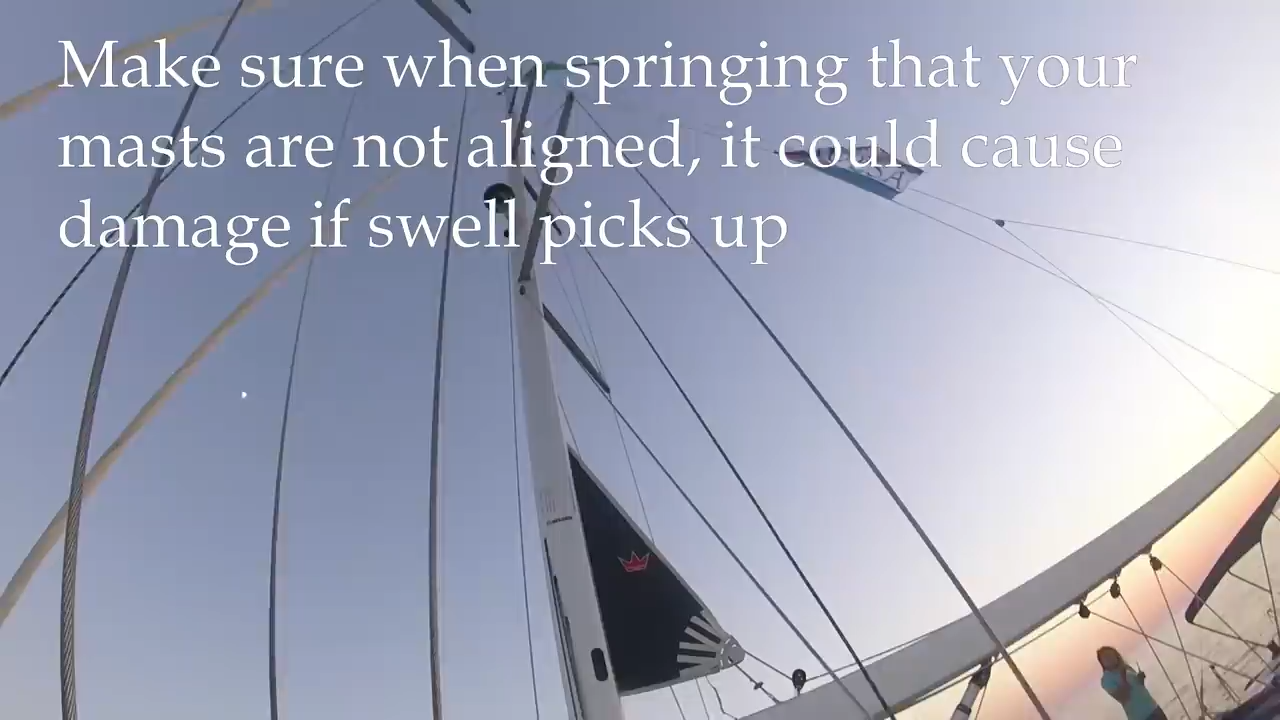 Make sure when springing that your
masts are not aligned, it could cause
damage if swell picks up